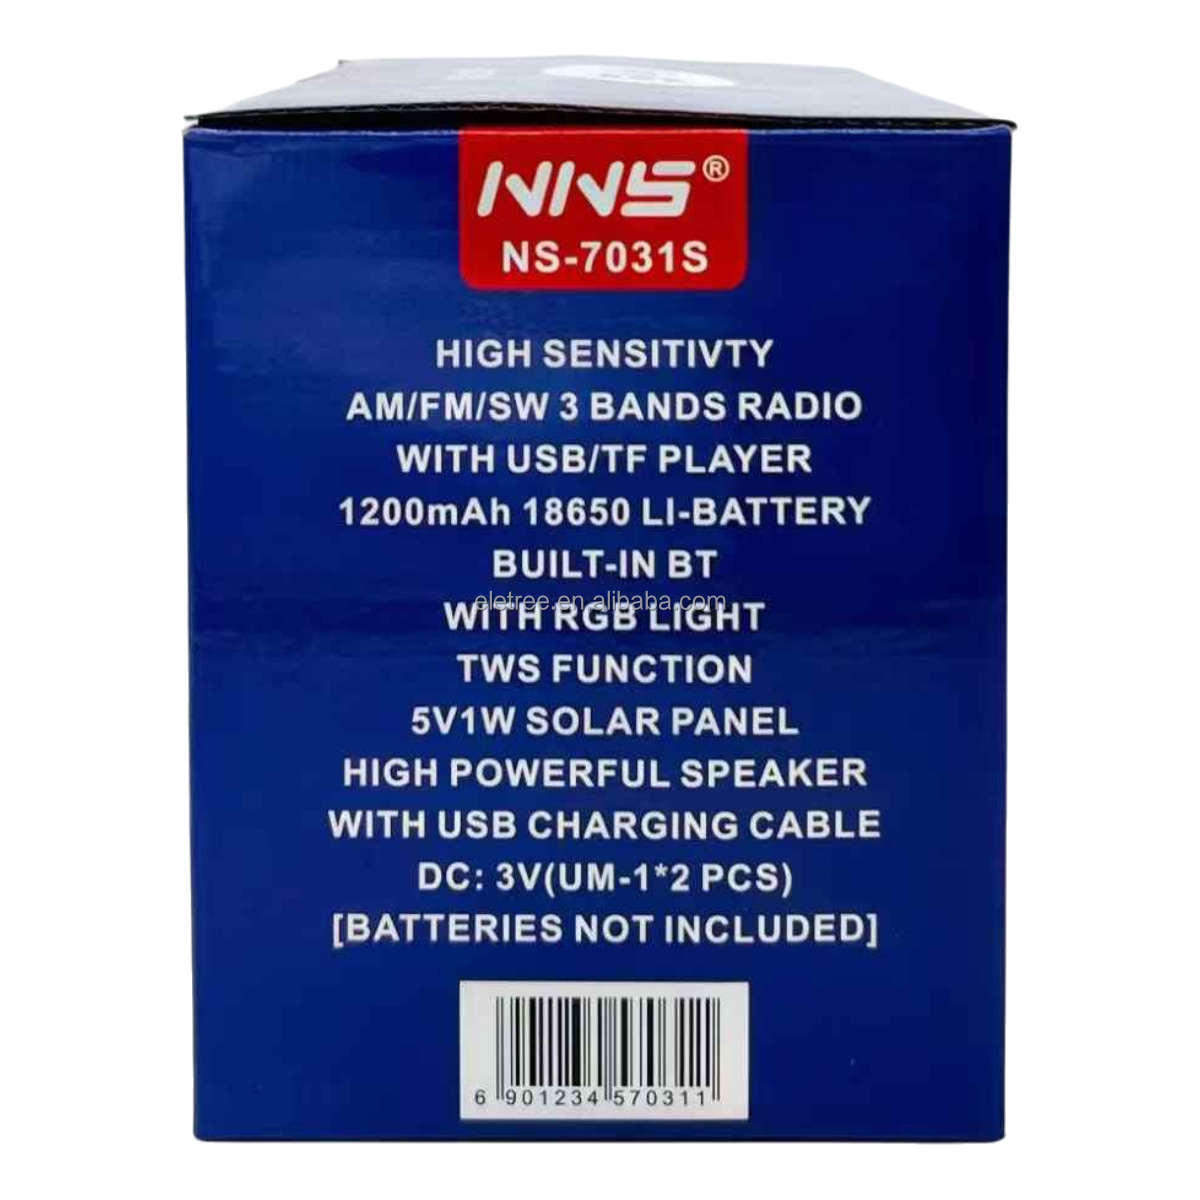 NNS®
NS-7031S
HIGH SENSITIVTY
AM/FM/SW 3 BANDS RADIO
WITH USB/TF PLAYER
1200mAh 18650 LI-BATTERY
BUILT-IN BT
eletree.en.alibaba.com
WITH RGB LIGHT
TWS FUNCTION
5V1W SOLAR PANEL
HIGH POWERFUL SPEAKER
WITH USB CHARGING CABLE
DC: 3V(UM-1*2 PCS)
[BATTERIES NOT INCLUDED]
6 901234 570311